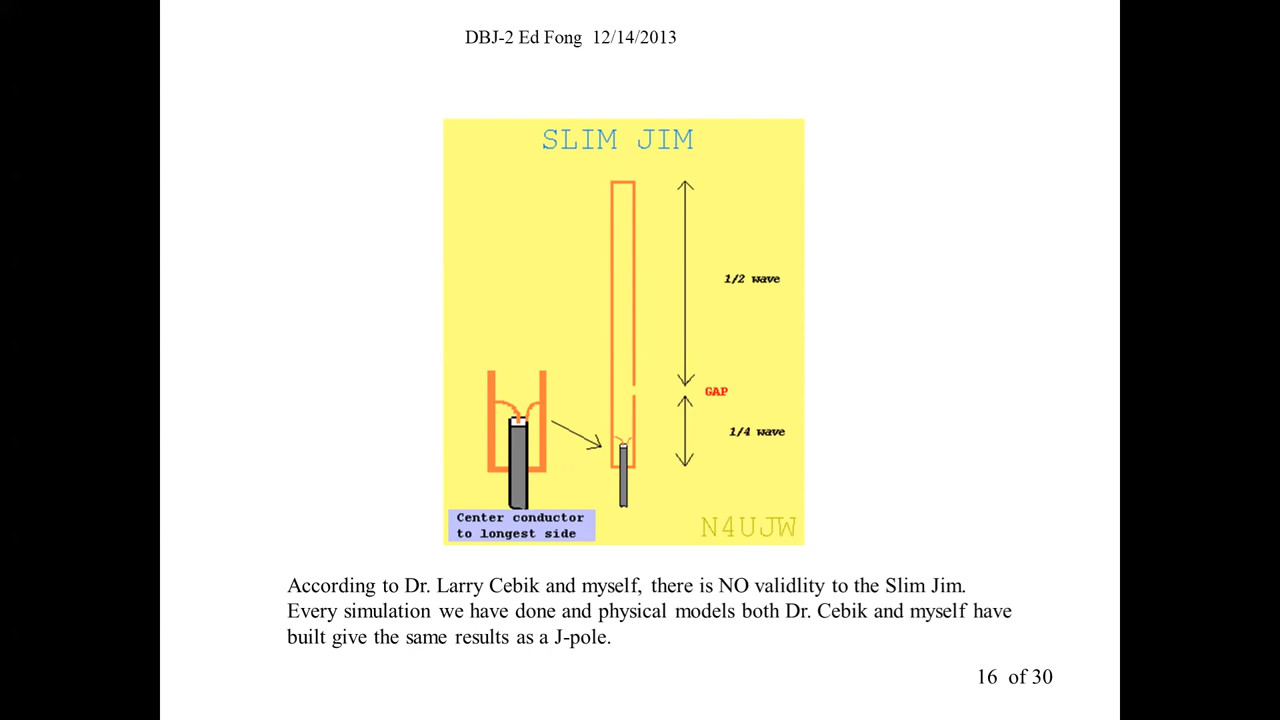 DBJ-2 Ed Fong 12/14/2013
SLIM JIM
1/2 wave
GAP
1/4 wave
Center conductor
to longest side
N4UJW
According to Dr. Larry Cebik and myself, there is NO validlity to the Slim Jim.
Every simulation we have done and physical models both Dr. Cebik and myself have
built give the same results as a J-pole.
16 of 30